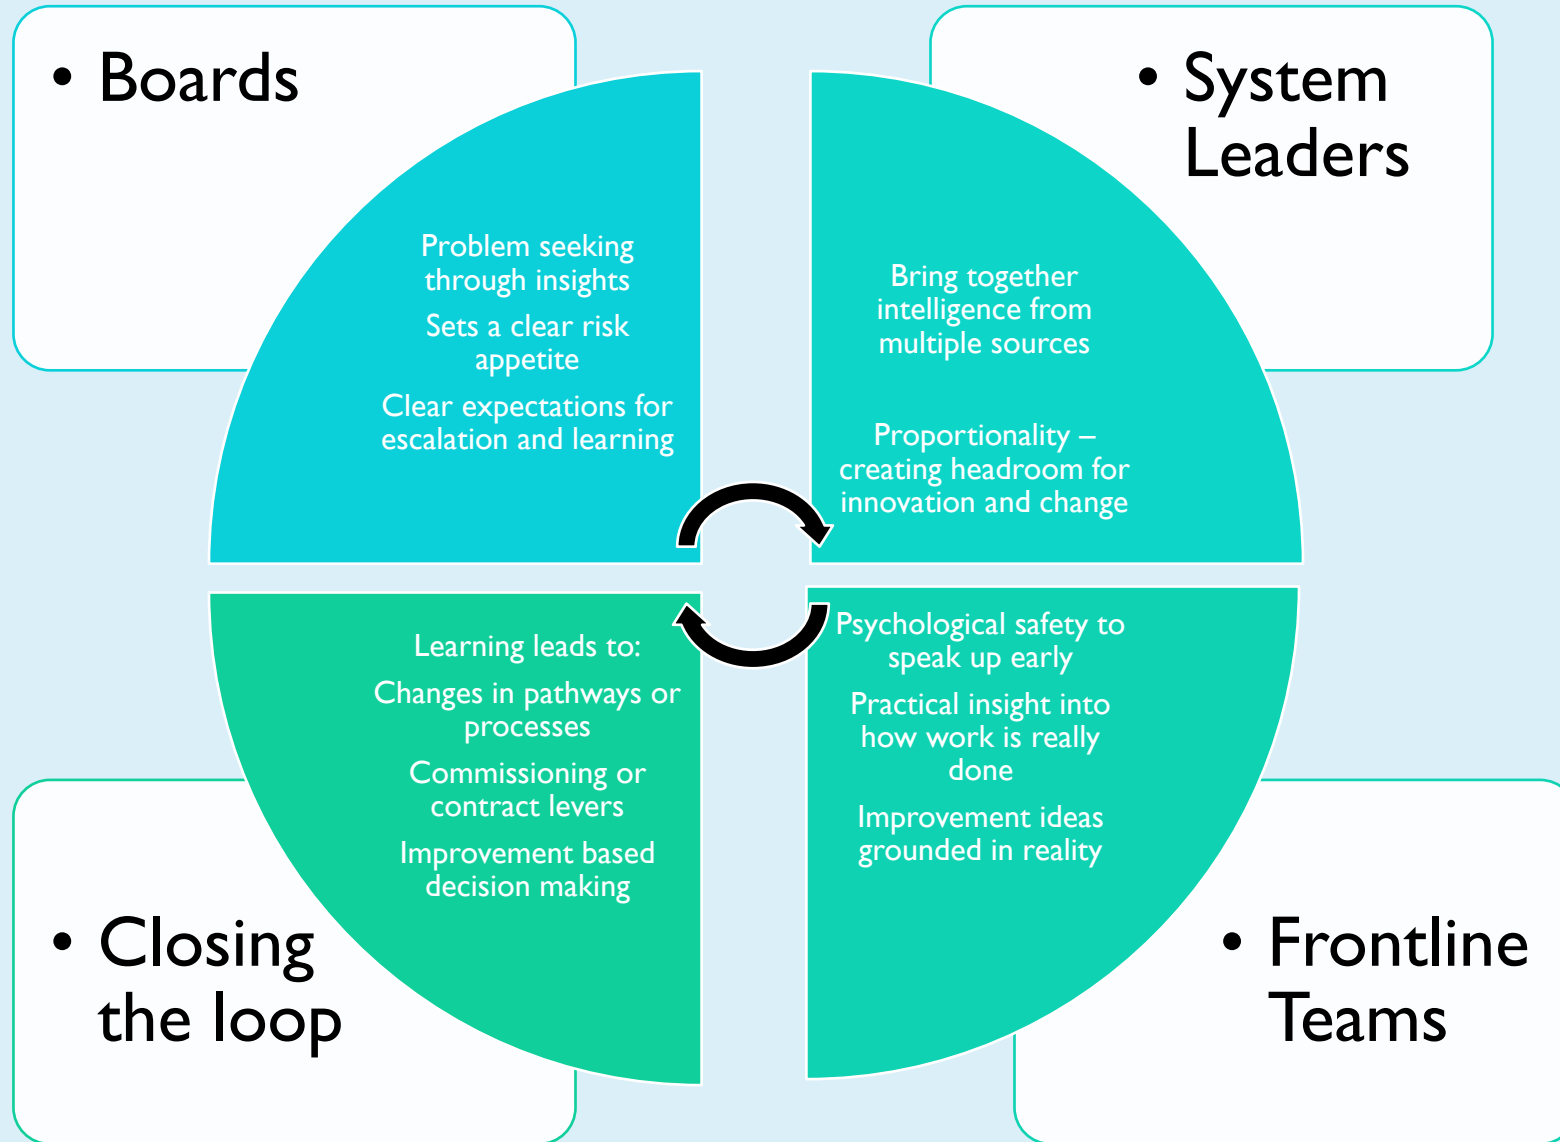 • Boards
Problem seeking
through insights
Sets a clear risk
appetite
Clear expectations for
escalation and learning
• System
Leaders
Bring together
intelligence from
multiple sources
Proportionality –
creating headroom for
innovation and change
Psychological safety to
speak up early
Practical insight into
how work is really
done
Improvement ideas
grounded in reality
• Frontline
Teams
Learning leads to:
Changes in pathways or
processes
Commissioning or
contract levers
Improvement based
decision making
• Closing
the loop